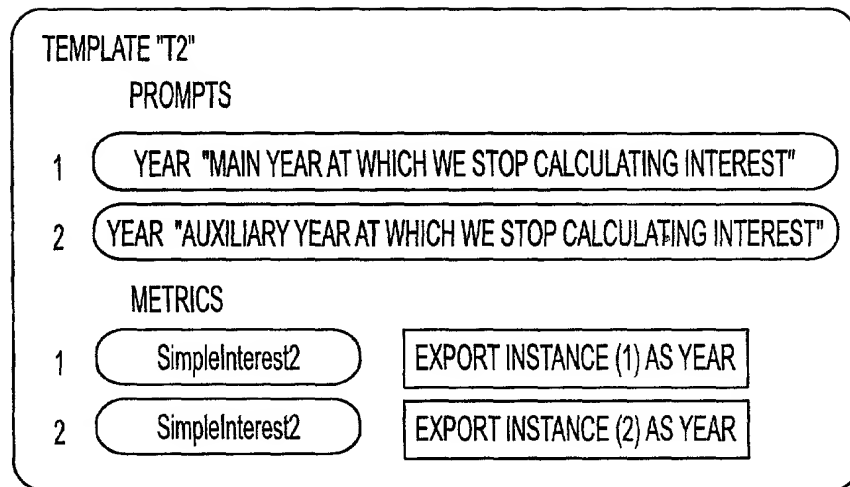 TEMPLATE "T2"
PROMPTS
1 YEAR "MAIN YEAR AT WHICH WE STOP CALCULATING INTEREST"
2 YEAR "AUXILIARY YEAR AT WHICH WE STOP CALCULATING INTEREST"
METRICS
1 SimpleInterest2 EXPORT INSTANCE (1) AS YEAR
2 SimpleInterest2 EXPORT INSTANCE (2) AS YEAR